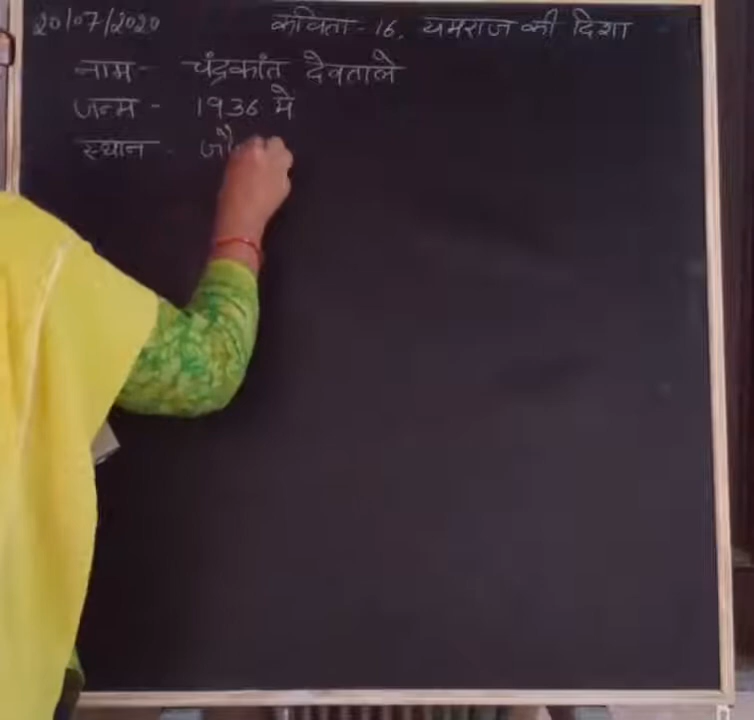 20/07/2020 कविता - 16. यमराज की दिशा
नाम - चंद्रकांत देवताले
जन्म - 1936 मे
स्थान - जौ